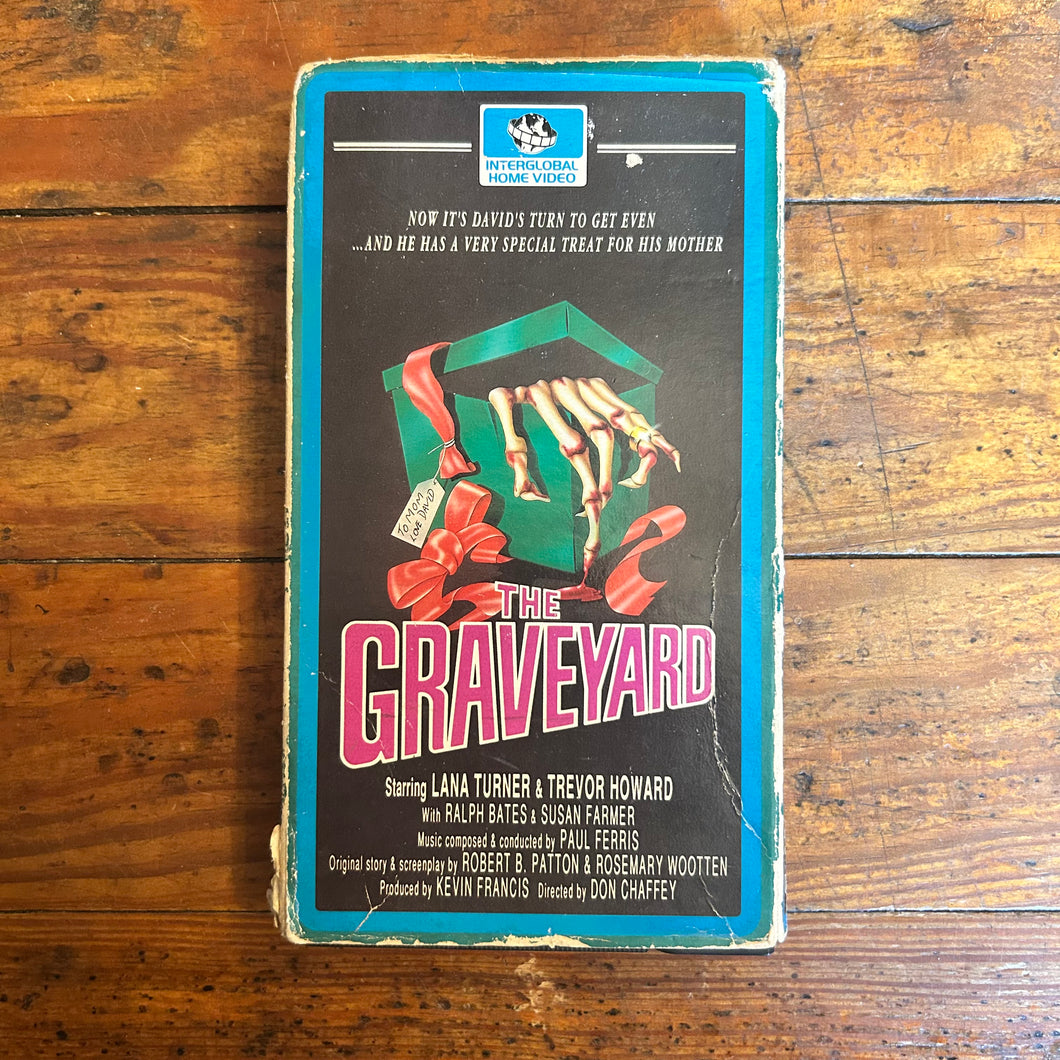 INTERGLOBAL
HOME VIDEO
NOW IT'S DAVID'S TURN TO GET EVEN
...AND HE HAS A VERY SPECIAL TREAT FOR HIS MOTHER
TO MOM
LOVE DAVID
THE
GRAVEYARD
Starring LANA TURNER & TREVOR HOWARD
With RALPH BATES & SUSAN FARMER
Music composed & conducted by PAUL FERRIS
Original story & screenplay by ROBERT B. PATTON & ROSEMARY WOOTTEN
Produced by KEVIN FRANCIS Directed by DON CHAFFEY